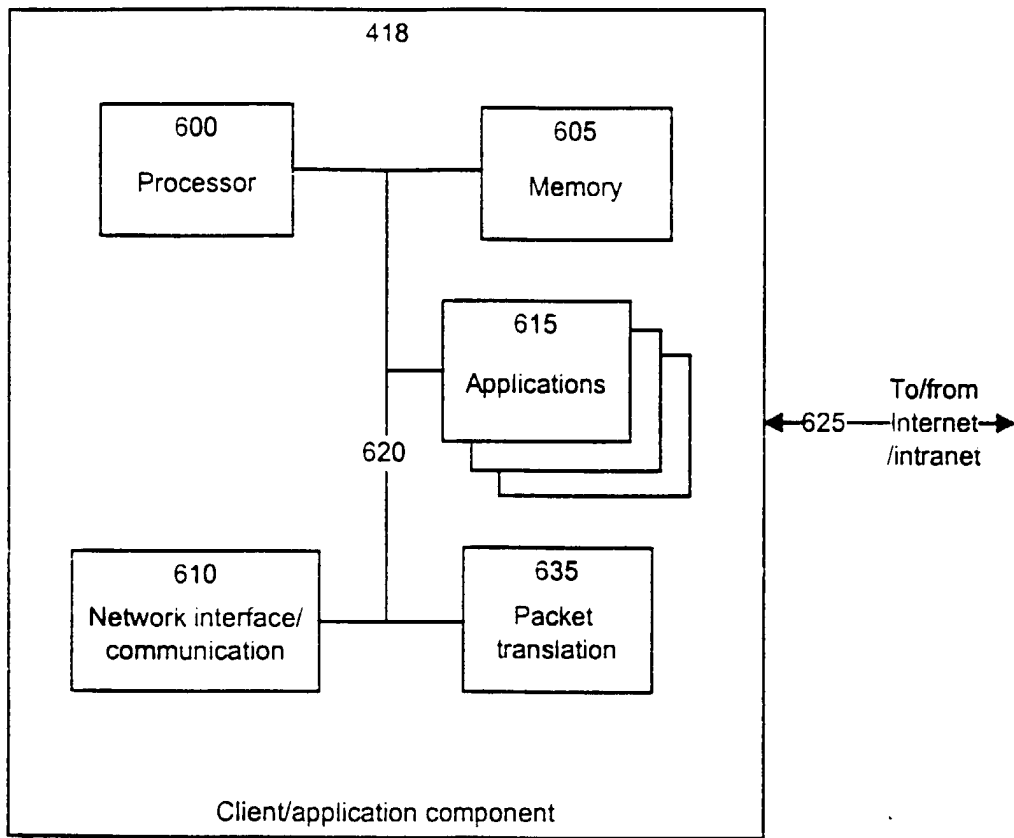 418
600
Processor
605
Memory
615
Applications
620
To/from
625
Internet
/intranet
610
Network interface/
communication
635
Packet
translation
Client/application component